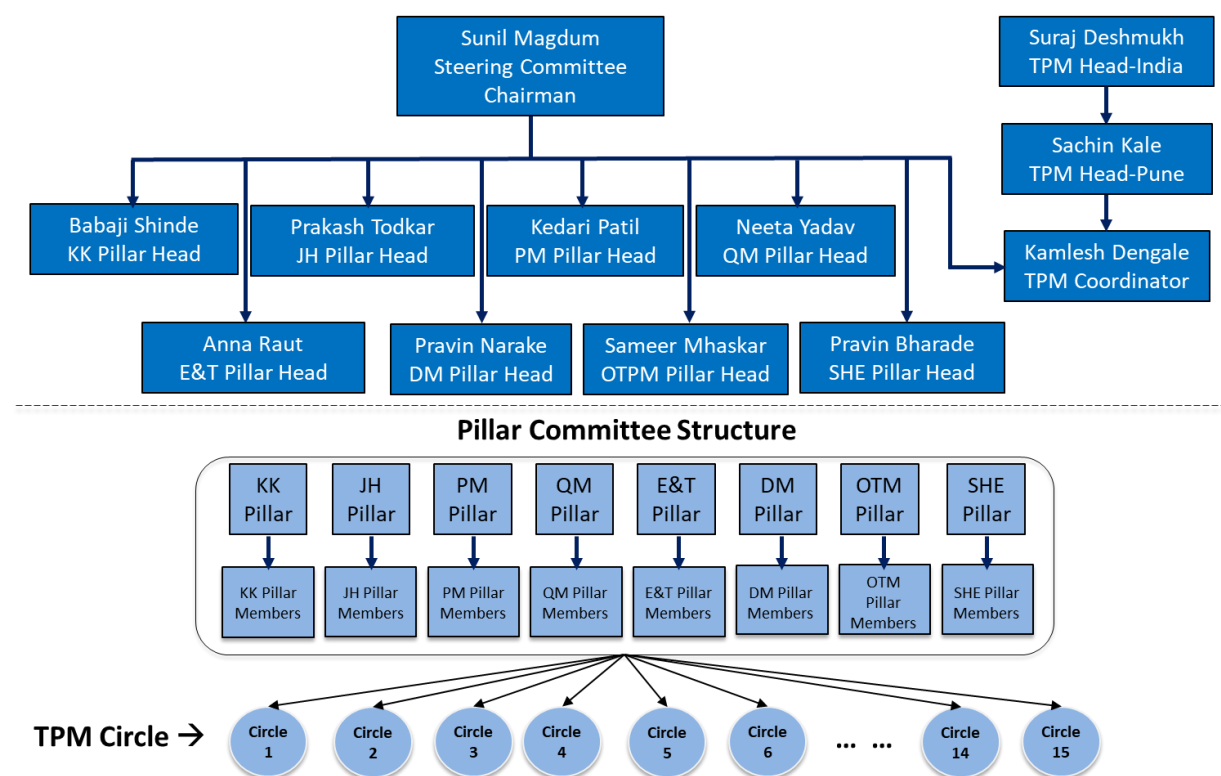 Sunil Magdum
Steering Committee
Chairman
Suraj Deshmukh
TPM Head-India
Sachin Kale
TPM Head-Pune
Babaji Shinde
KK Pillar Head
Prakash Todkar
JH Pillar Head
Kedari Patil
PM Pillar Head
Neeta Yadav
QM Pillar Head
Kamlesh Dengale
TPM Coordinator
Anna Raut
E&T Pillar Head
Pravin Narake
DM Pillar Head
Sameer Mhaskar
OTPM Pillar Head
Pravin Bharade
SHE Pillar Head
Pillar Committee Structure
KK
Pillar
JH
Pillar
PM
Pillar
QM
Pillar
E&T
Pillar
DM
Pillar
OTM
Pillar
SHE
Pillar
KK Pillar
Members
JH Pillar
Members
PM Pillar
Members
QM Pillar
Members
E&T Pillar
Members
DM Pillar
Members
OTM
Pillar
Members
SHE Pillar
Members
TPM Circle →
Circle
1
Circle
2
Circle
3
Circle
4
Circle
5
Circle
6
... ...
Circle
14
Circle
15